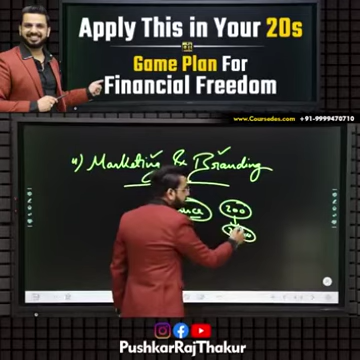 Apply This in Your 20s
Game Plan For
Financial Freedom
www.Coursedes.com +91-9999470710
4) Marketing & Branding
200
PushkarRajThakur